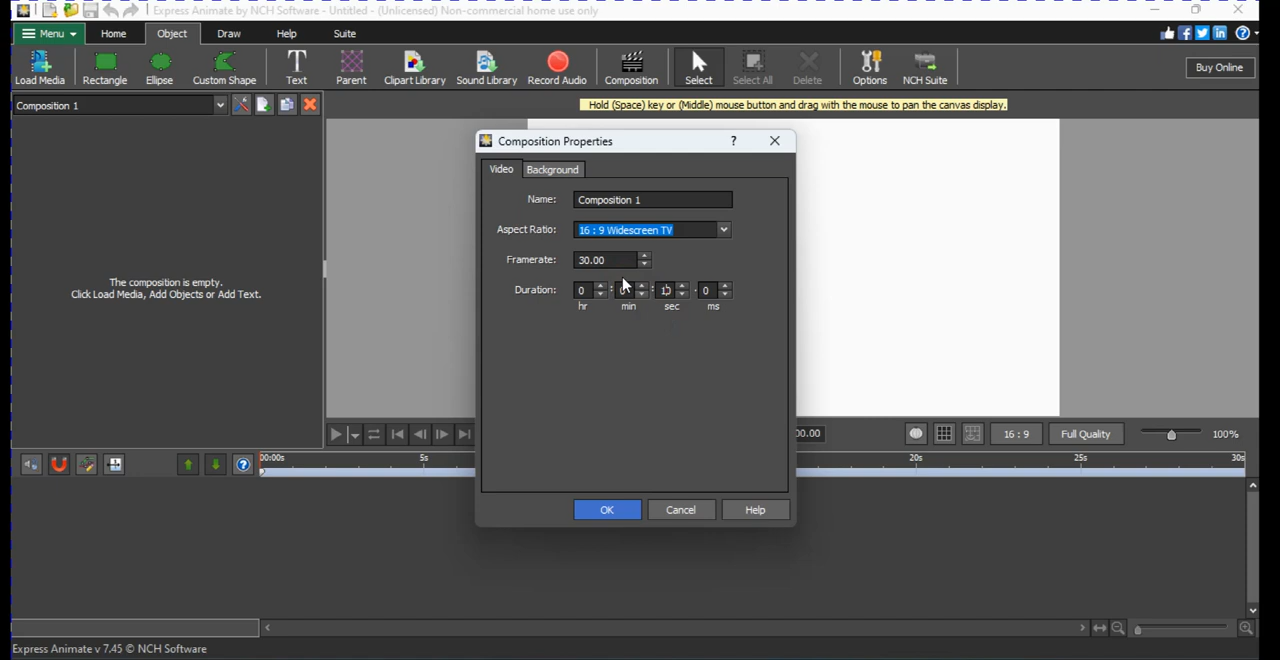 Express Animate by NCH Software - Untitled - (Unlicensed) Non-commercial home use only
Menu Home Object Draw Help Suite
Load Media Rectangle Ellipse Custom Shape Text Parent Clipart Library Sound Library Record Audio Composition Select Select All Delete Options NCH Suite Buy Online
Composition 1
Hold (Space) key or (Middle) mouse button and drag with the mouse to pan the canvas display.
Composition Properties
Video Background
Name: Composition 1
Aspect Ratio: 16 : 9 Widescreen TV
Framerate: 30.00
Duration: 0 : : . 0
hr min sec ms
The composition is empty.
Click Load Media, Add Objects or Add Text.
00.00 16 : 9 Full Quality 100%
00:00s 5s 20s 25s 30s
OK Cancel Help
Express Animate v 7.45 © NCH Software